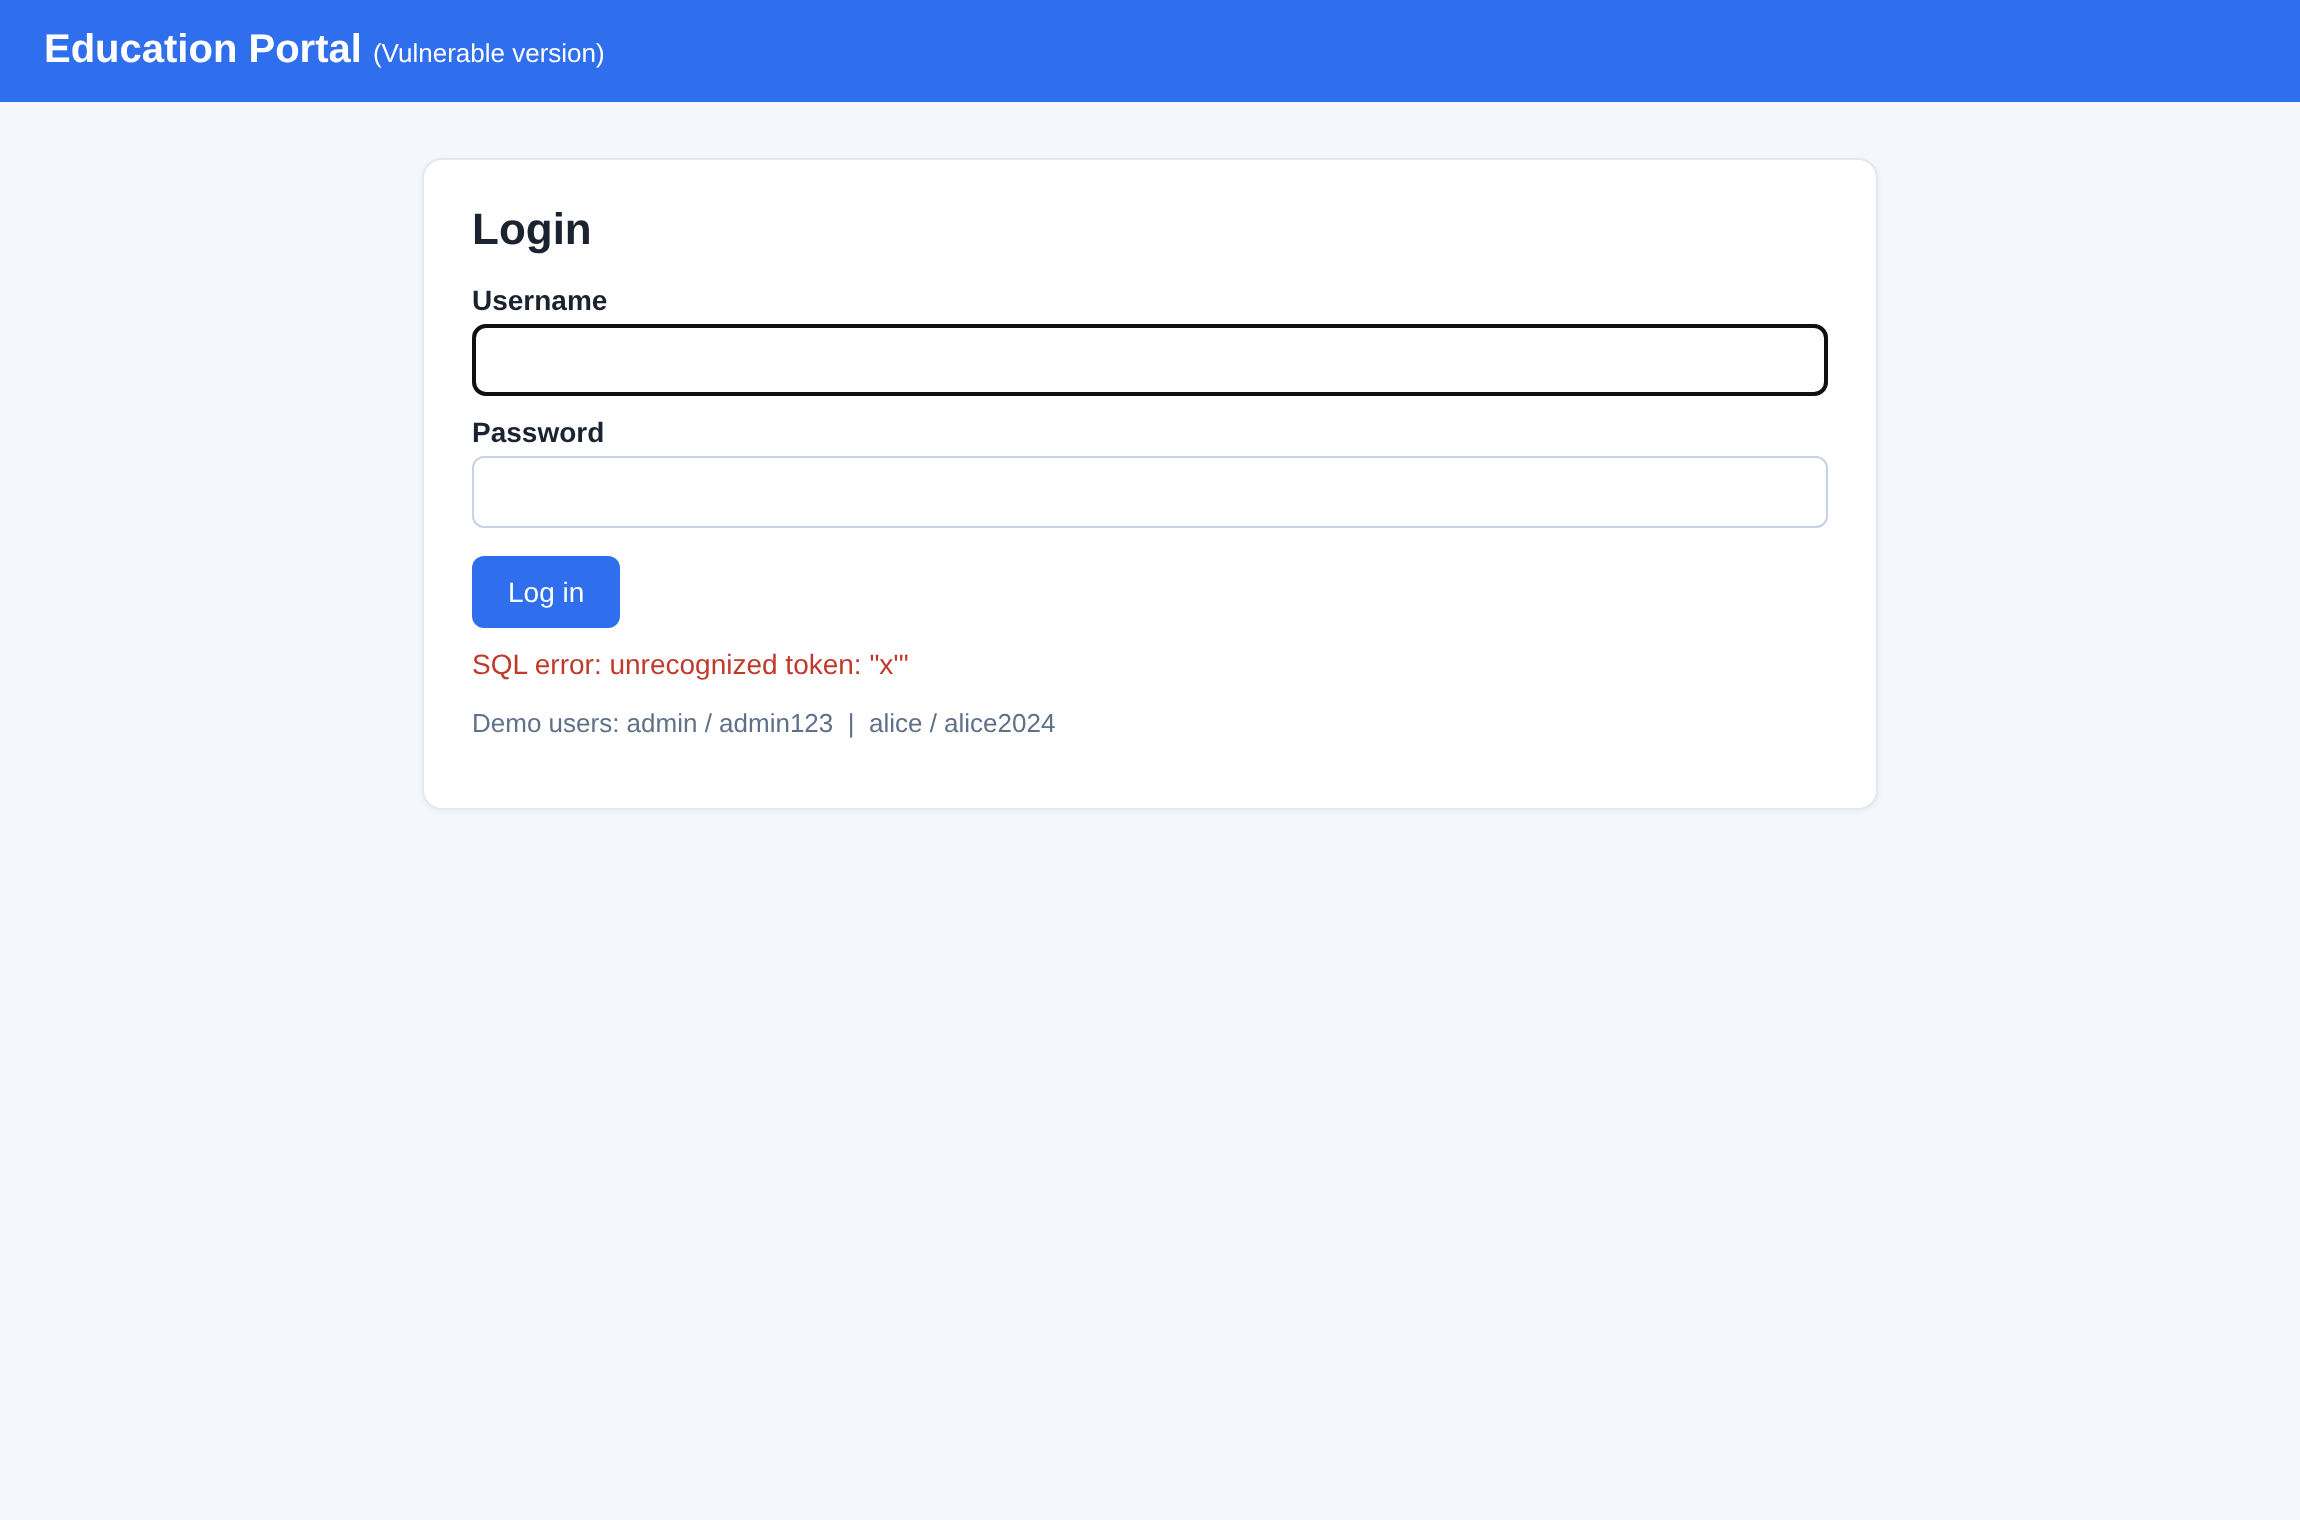 Education Portal (Vulnerable version)
Login
Username
Password
Log in
SQL error: unrecognized token: "x'"
Demo users: admin / admin123 | alice / alice2024